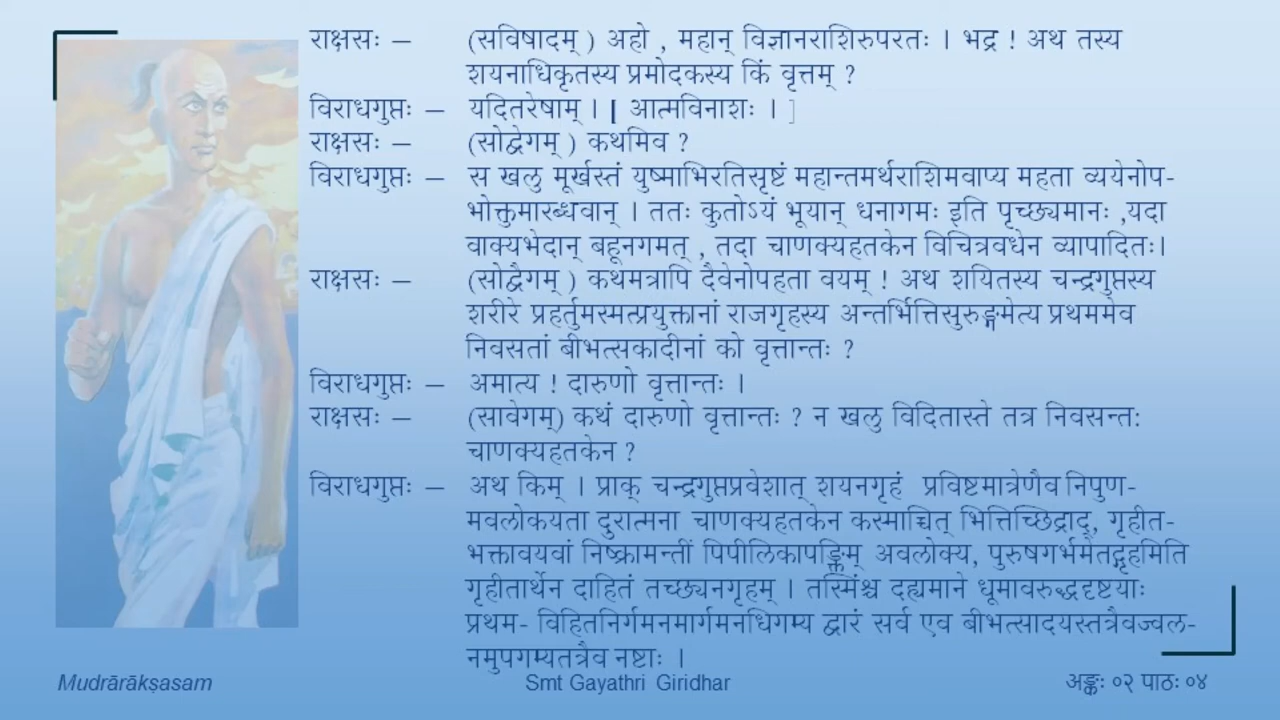 राक्षसः – (सविषादम् ) अहो , महान् विज्ञानराशिरुपरतः । भद्र ! अथ तस्य
शयनाधिकृतस्य प्रमोदकस्य किं वृत्तम् ?
विराधगुप्तः – यदितरेषाम् । [ आत्मविनाशः । ]
राक्षसः – (सोद्वेगम् ) कथमिव ?
विराधगुप्तः – स खलु मूर्खस्तं युष्माभिरतिसृष्टं महान्तमर्थराशिमवाप्य महता व्ययेनोप-
भोक्तुमारब्धवान् । ततः कुतोऽयं भूयान् धनागमः इति पृच्छ्यमानः ,यदा
वाक्यभेदान् बहूनगमत् , तदा चाणक्यहतकेन विचित्रवधेन व्यापादितः।
राक्षसः – (सोद्वैगम् ) कथमत्रापि दैवेनोपहता वयम् ! अथ शयितस्य चन्द्रगुप्तस्य
शरीरे प्रहर्तुमस्मत्प्रयुक्तानां राजगृहस्य अन्तर्भित्तिसुरुङ्गमेत्य प्रथममेव
निवसतां बीभत्सकादीनां को वृत्तान्तः ?
विराधगुप्तः – अमात्य ! दारुणो वृत्तान्तः ।
राक्षसः – (सावेगम्) कथं दारुणो वृत्तान्तः ? न खलु विदितास्ते तत्र निवसन्त:
चाणक्यहतकेन ?
विराधगुप्तः – अथ किम् । प्राक् चन्द्रगुप्तप्रवेशात् शयनगृहं प्रविष्टमात्रेणैव निपुण-
मवलोकयता दुरात्मना चाणक्यहतकेन कस्माच्चित् भित्तिच्छिद्राद्, गृहीत-
भक्तावयवां निष्क्रामन्तीं पिपीलिकापङ्क्तिम् अवलोक्य, पुरुषगर्भमेतद्गृहमिति
गृहीतार्थेन दाहितं तच्छ्यनगृहम् । तस्मिंश्च दह्यमाने धूमावरुद्धदृष्टयाः
प्रथम- विहितनिर्गमनमार्गमनधिगम्य द्वारं सर्व एव बीभत्सादयस्तत्रैवज्वल-
नमुपगम्यतत्रैव नष्टाः ।
Mudrārākṣasam Smt Gayathri Giridhar अङ्कः ०२ पाठः ०४